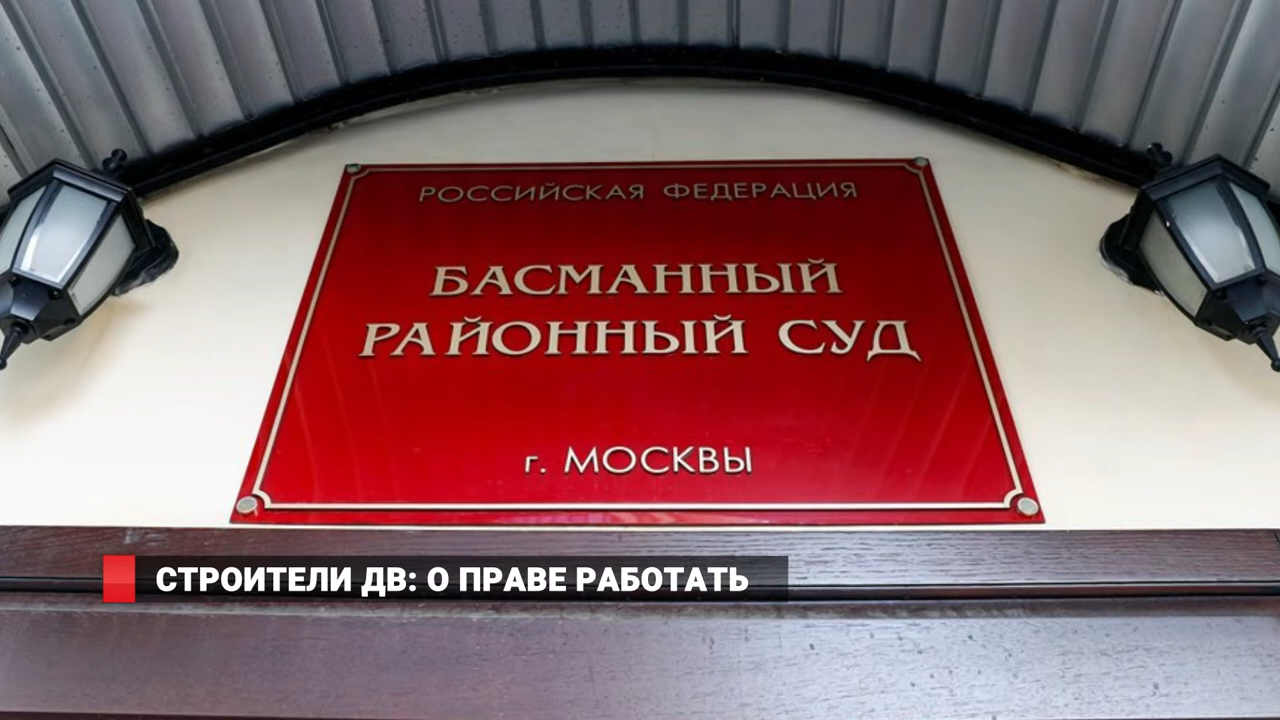 РОССИЙСКАЯ ФЕДЕРАЦИЯ
БАСМАННЫЙ
РАЙОННЫЙ СУД
г. МОСКВЫ
СТРОИТЕЛИ ДВ: О ПРАВЕ РАБОТАТЬ